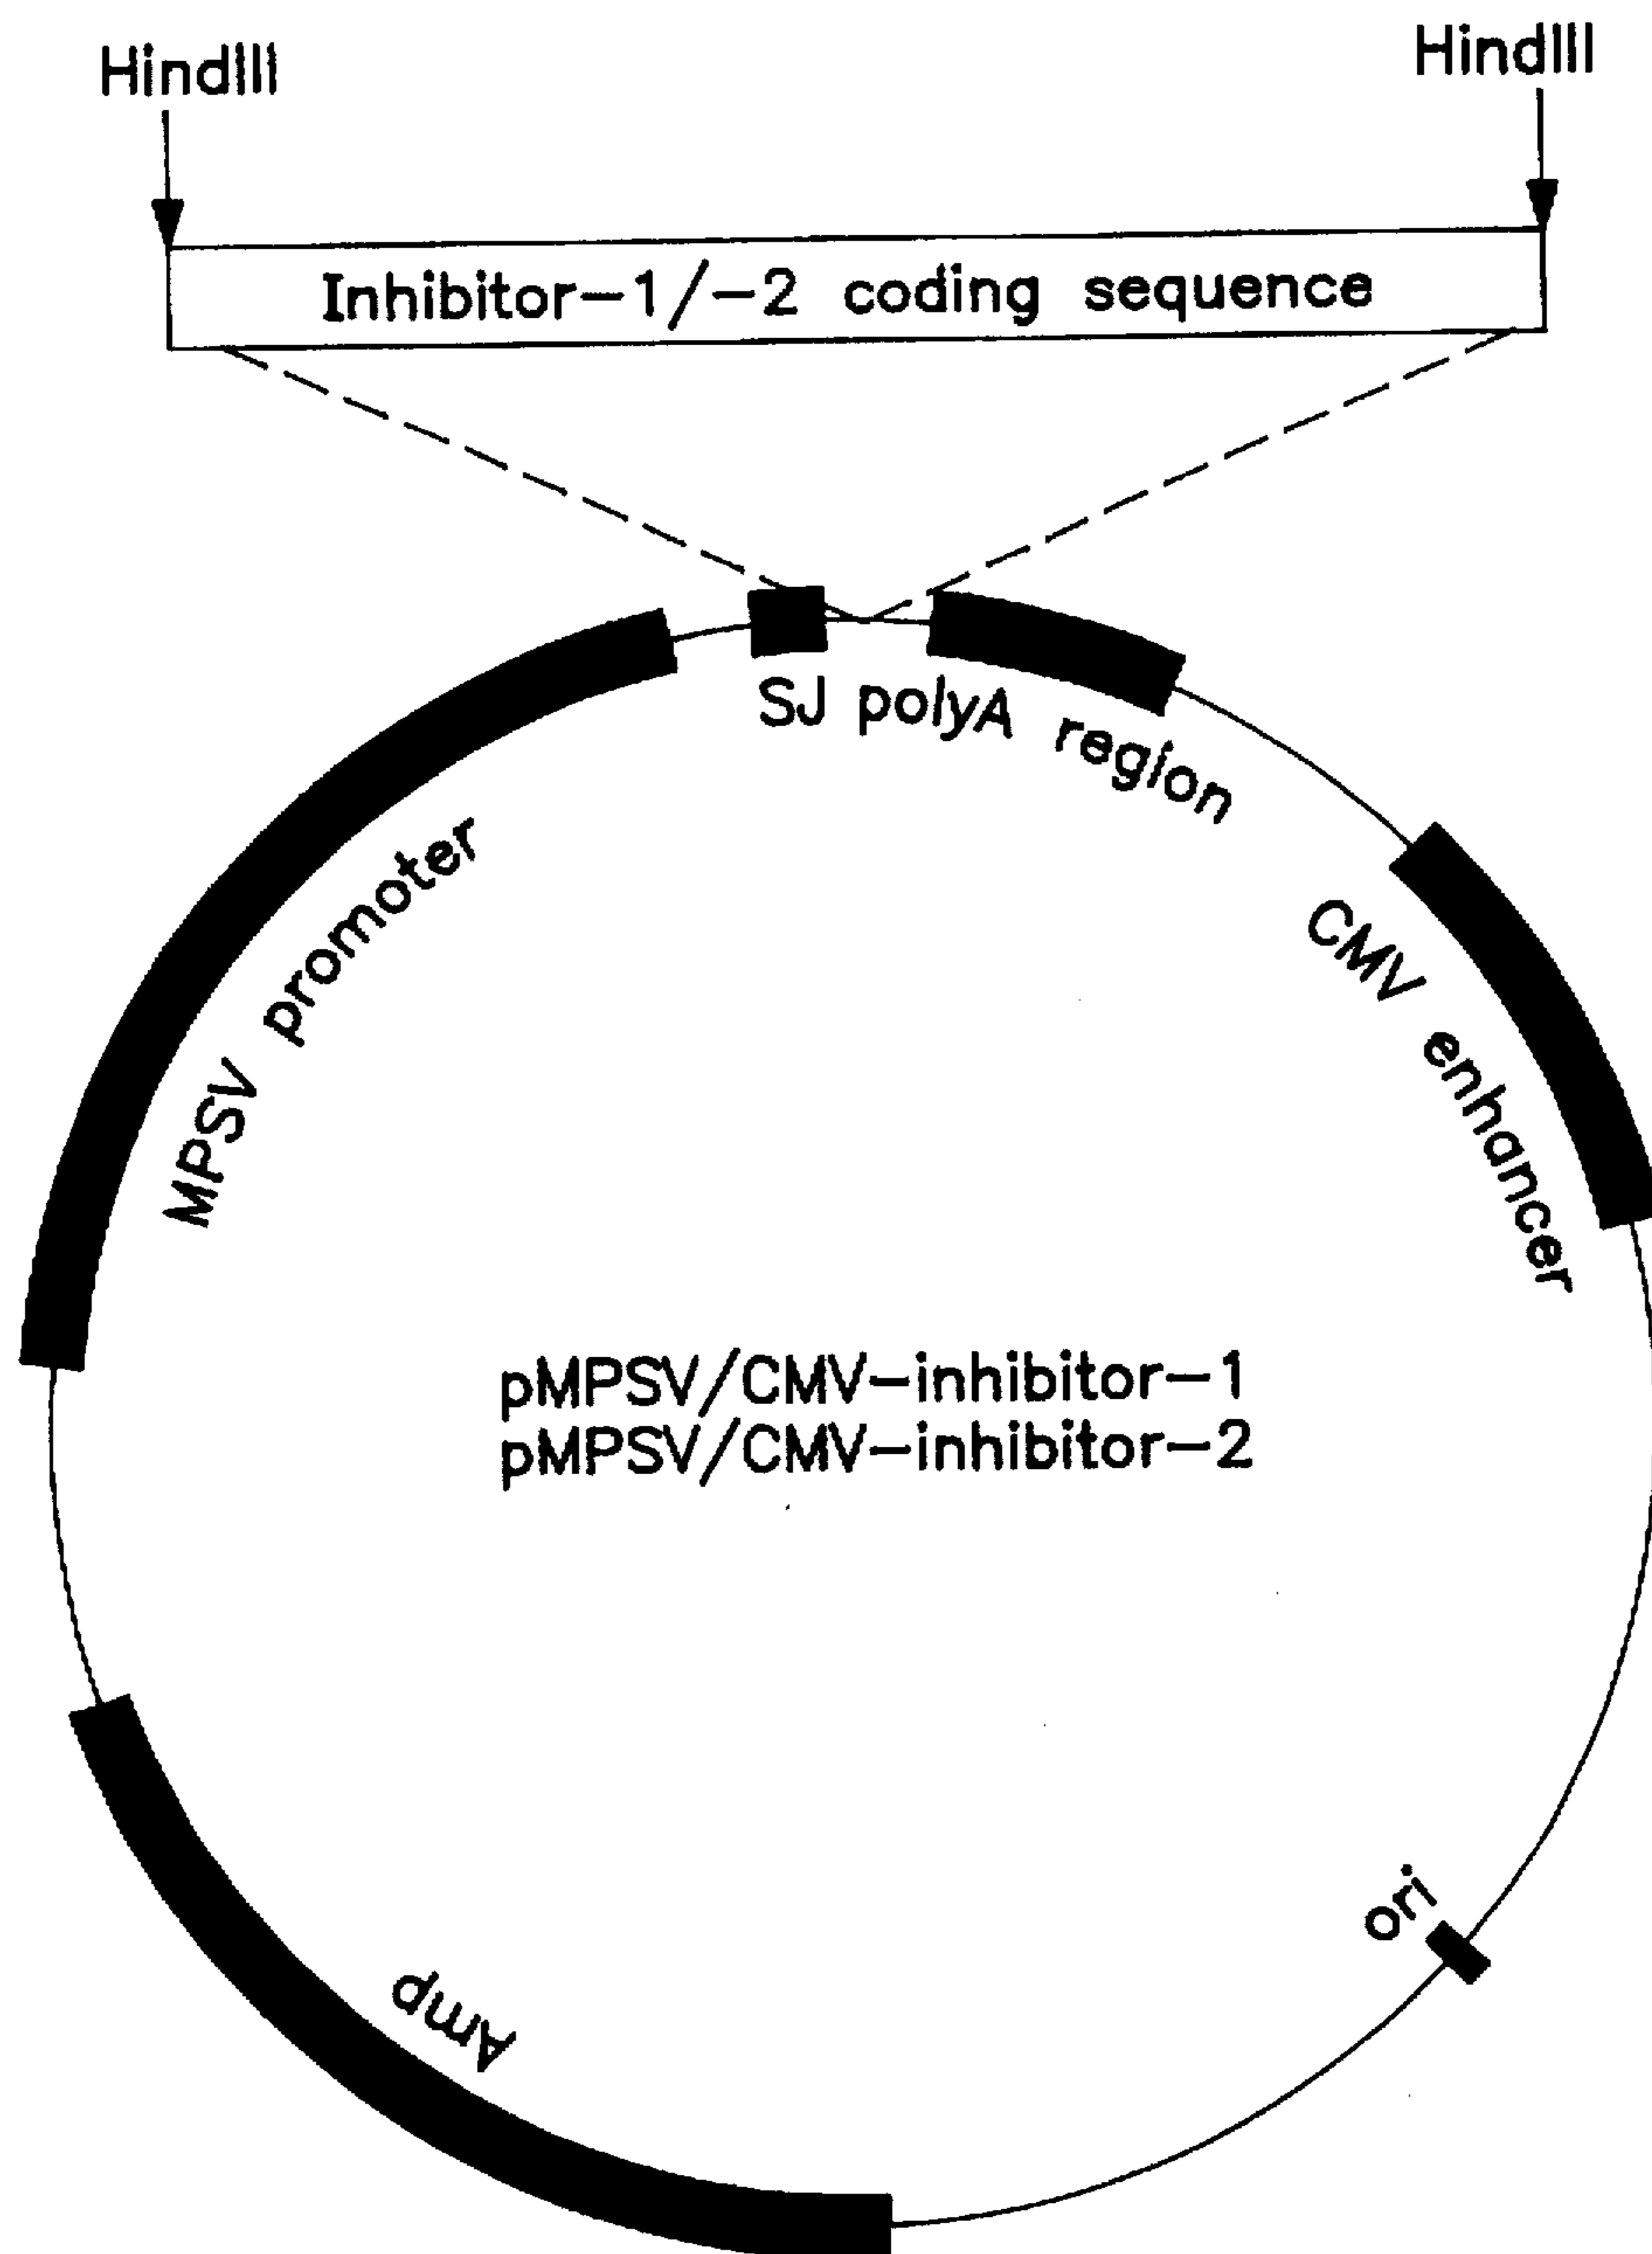 HindIII
HindIII
Inhibitor-1/-2 coding sequence
SJ polyA region
MPSV promoter
CMV enhancer
pMPSV/CMV-inhibitor-1
pMPSV/CMV-inhibitor-2
ori
Amp